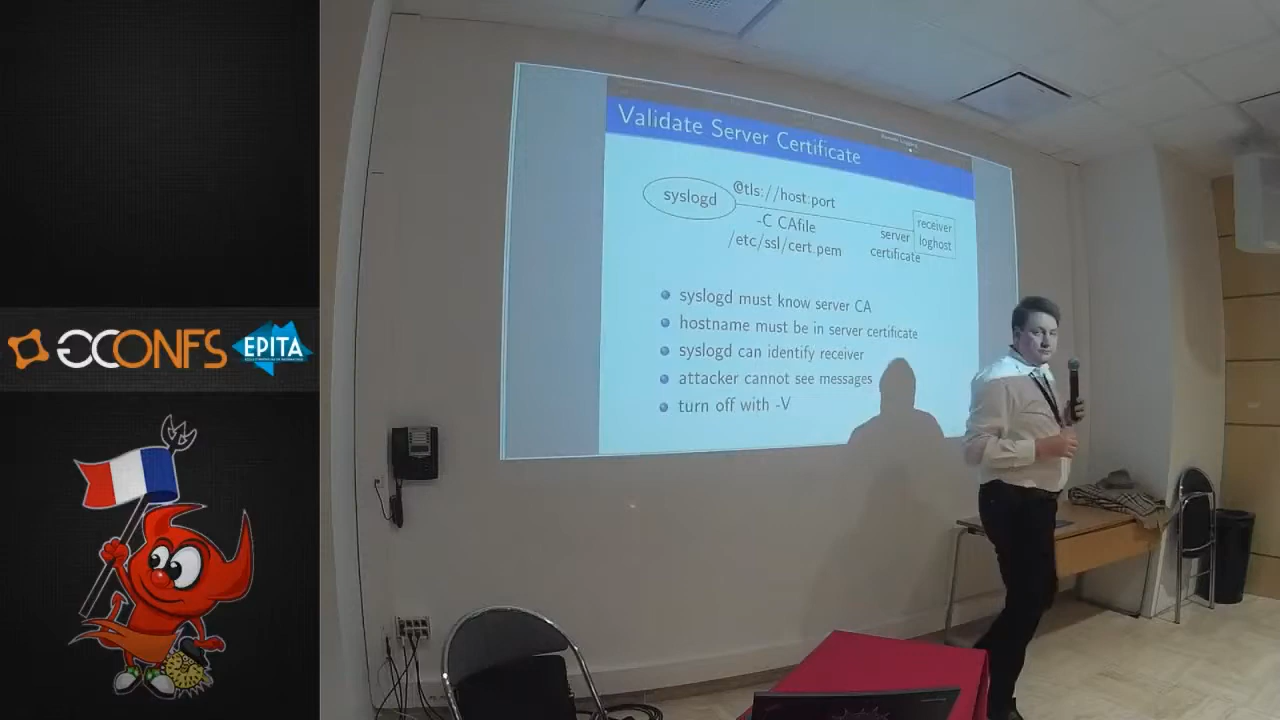 Validate Server Certificate
syslogd
@tls://host:port
-C CAfile
/etc/ssl/cert.pem
server
certificate
receiver
loghost
syslogd must know server CA
hostname must be in server certificate
syslogd can identify receiver
attacker cannot see messages
turn off with -V
GCONFS
EPITA